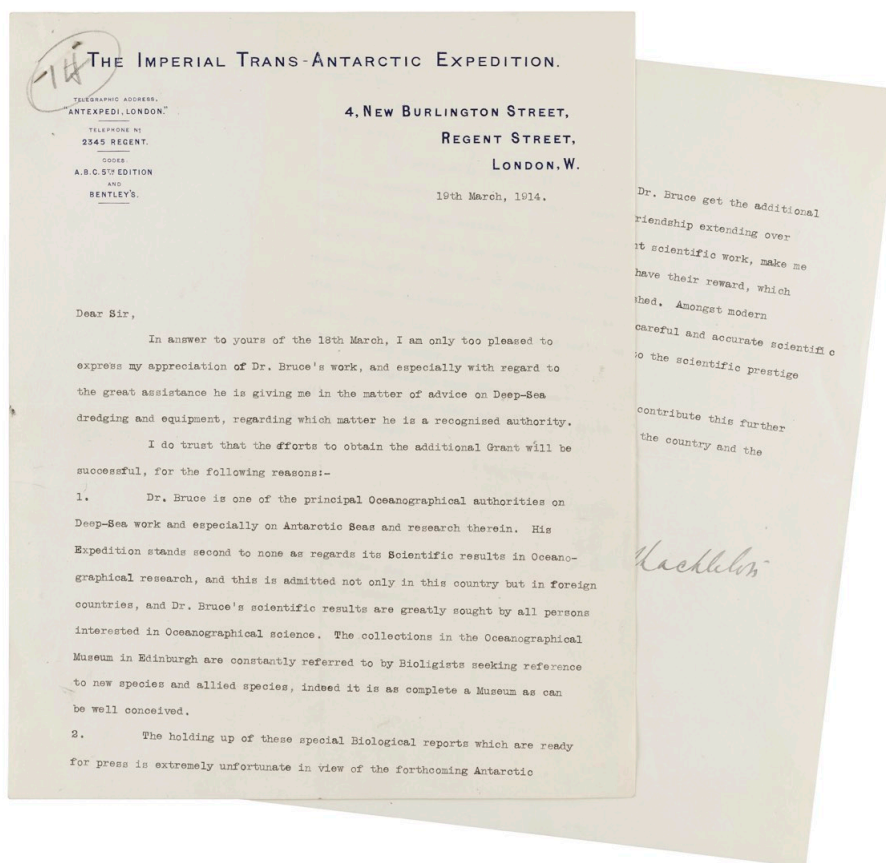 14
THE IMPERIAL TRANS-ANTARCTIC EXPEDITION.
TELEGRAPHIC ADDRESS,
"ANTEXPEDI, LONDON."
TELEPHONE No
2345 REGENT.
CODES.
A.B.C. 5TH EDITION
AND
BENTLEY'S.
4, NEW BURLINGTON STREET,
REGENT STREET,
LONDON, W.
19th March, 1914.
Dear Sir,
In answer to yours of the 18th March, I am only too pleased to
express my appreciation of Dr. Bruce's work, and especially with regard to
the great assistance he is giving me in the matter of advice on Deep-Sea
dredging and equipment, regarding which matter he is a recognised authority.
I do trust that the efforts to obtain the additional Grant will be
successful, for the following reasons:-
1. Dr. Bruce is one of the principal Oceanographical authorities on
Deep-Sea work and especially on Antarctic Seas and research therein. His
Expedition stands second to none as regards its Scientific results in Oceano-
graphical research, and this is admitted not only in this country but in foreign
countries, and Dr. Bruce's scientific results are greatly sought by all persons
interested in Oceanographical science. The collections in the Oceanographical
Museum in Edinburgh are constantly referred to by Bioligists seeking reference
to new species and allied species, indeed it is as complete a Museum as can
be well conceived.
2. The holding up of these special Biological reports which are ready
for press is extremely unfortunate in view of the forthcoming Antarctic
Dr. Bruce get the additional
riendship extending over
nt scientific work, make me
have their reward, which
shed. Amongst modern
careful and accurate scientific
to the scientific prestige
contribute this further
the country and the
hackleton